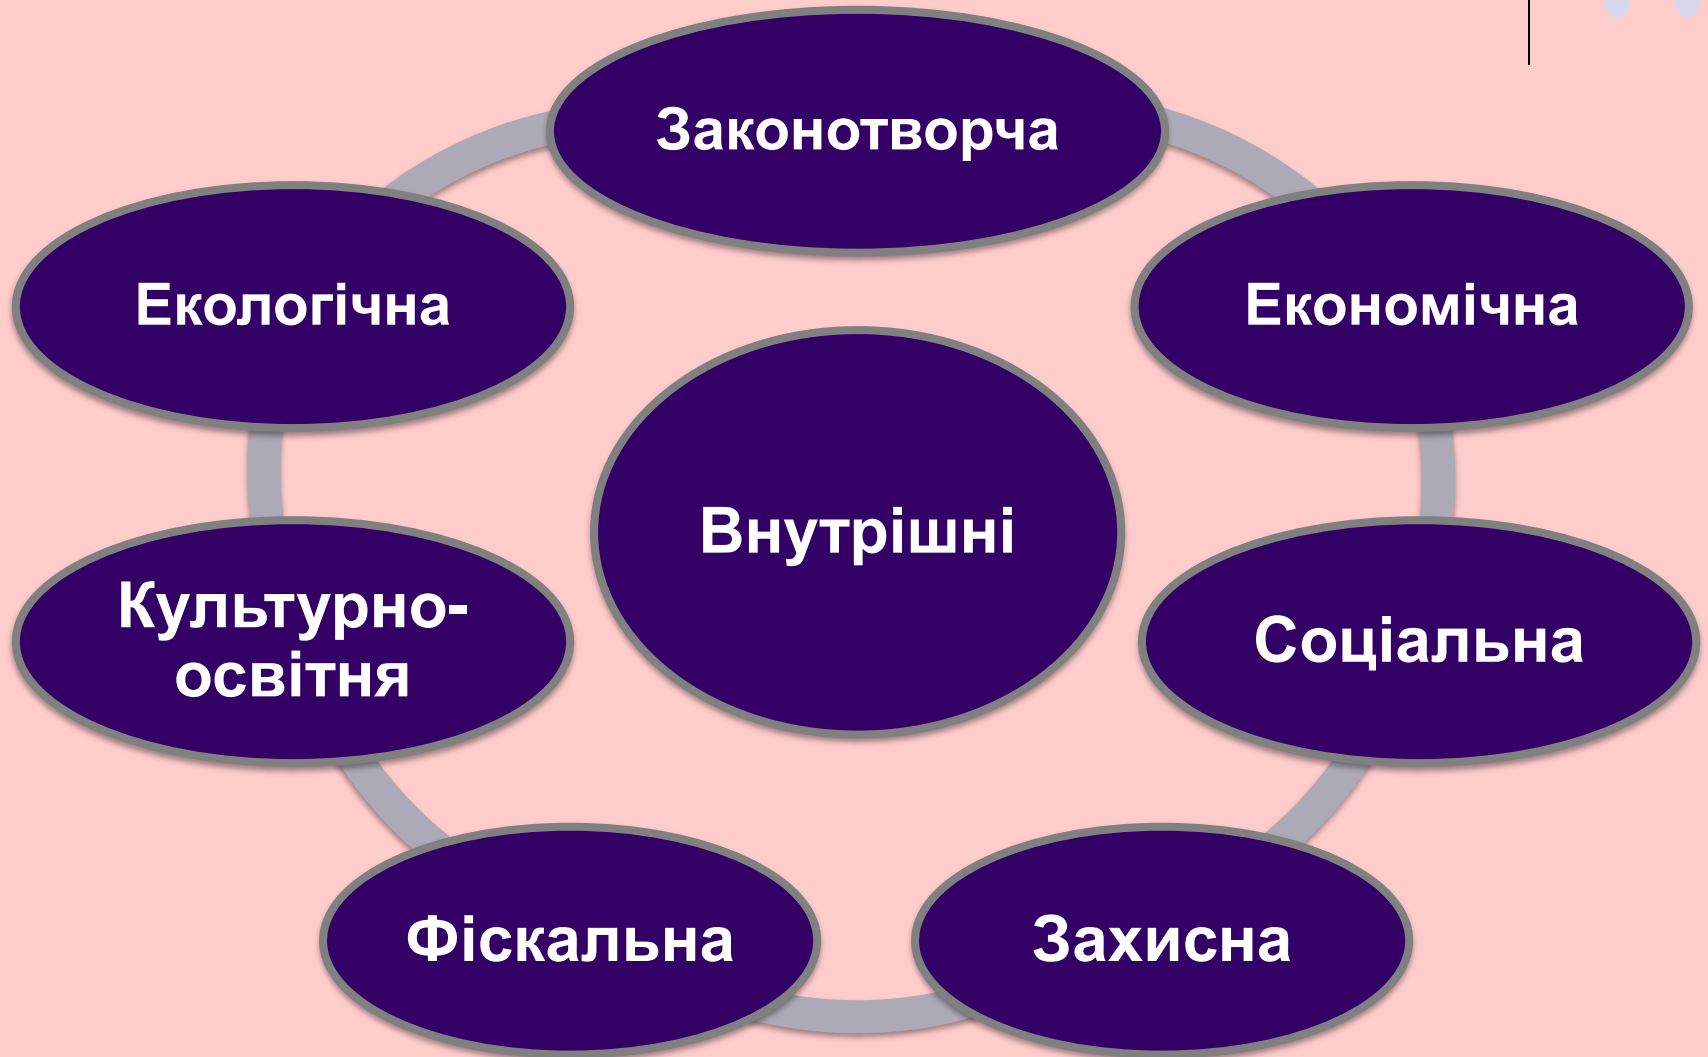 Законотворча
Екологічна
Економічна
Внутрішні
Культурно-
освітня
Соціальна
Фіскальна
Захисна